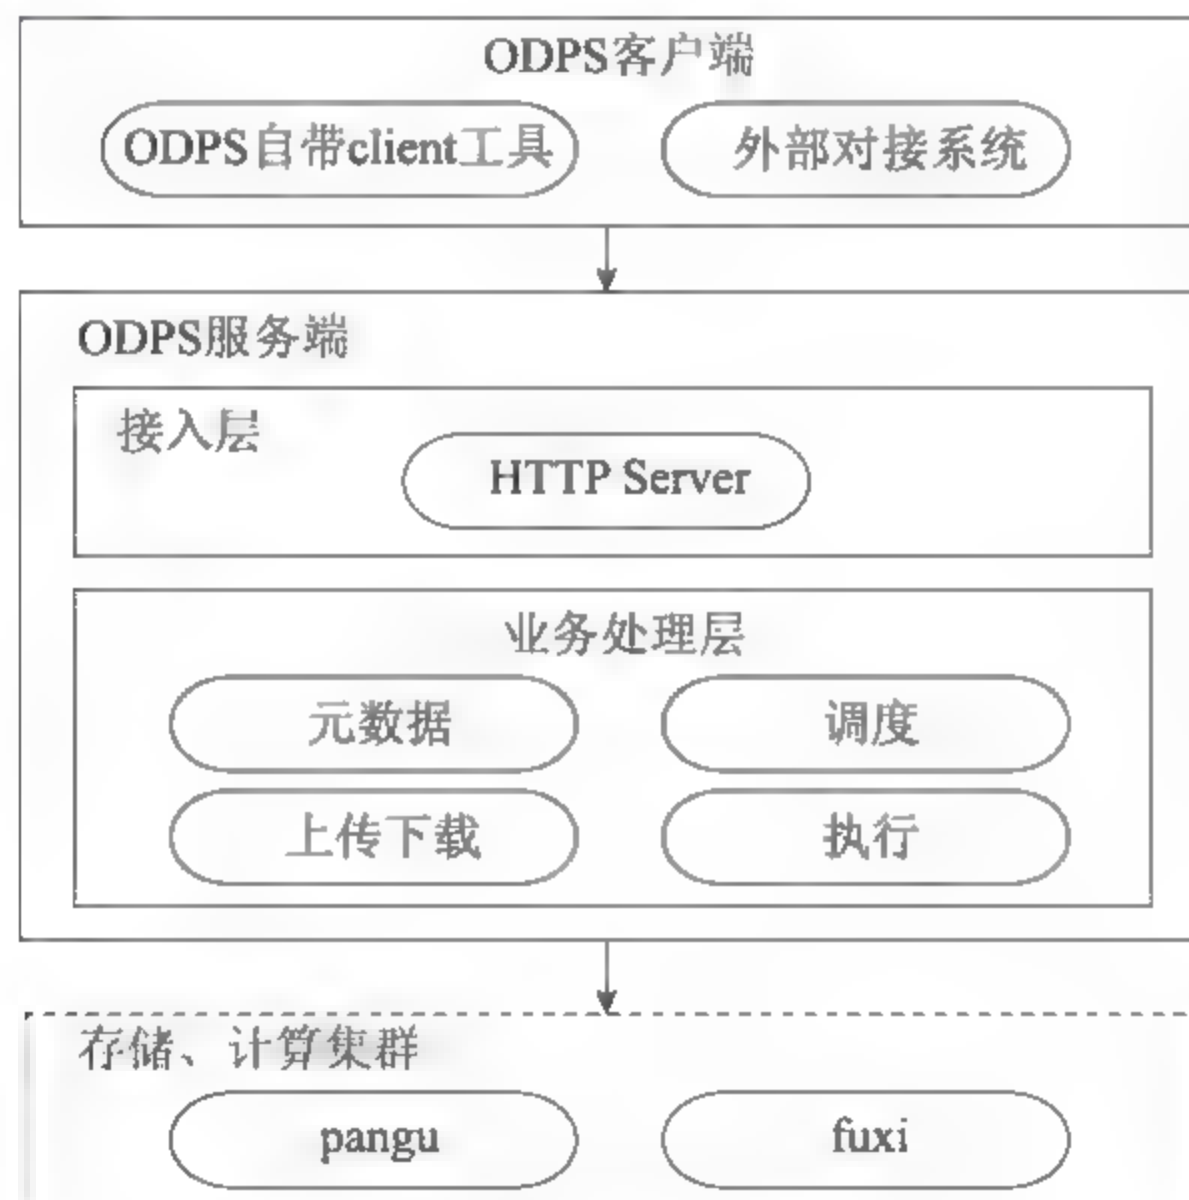 ODPS客户端
ODPS自带client工具 外部对接系统
ODPS服务端
接入层
HTTP Server
业务处理层
元数据 调度
上传下载 执行
存储、计算集群
pangu fuxi